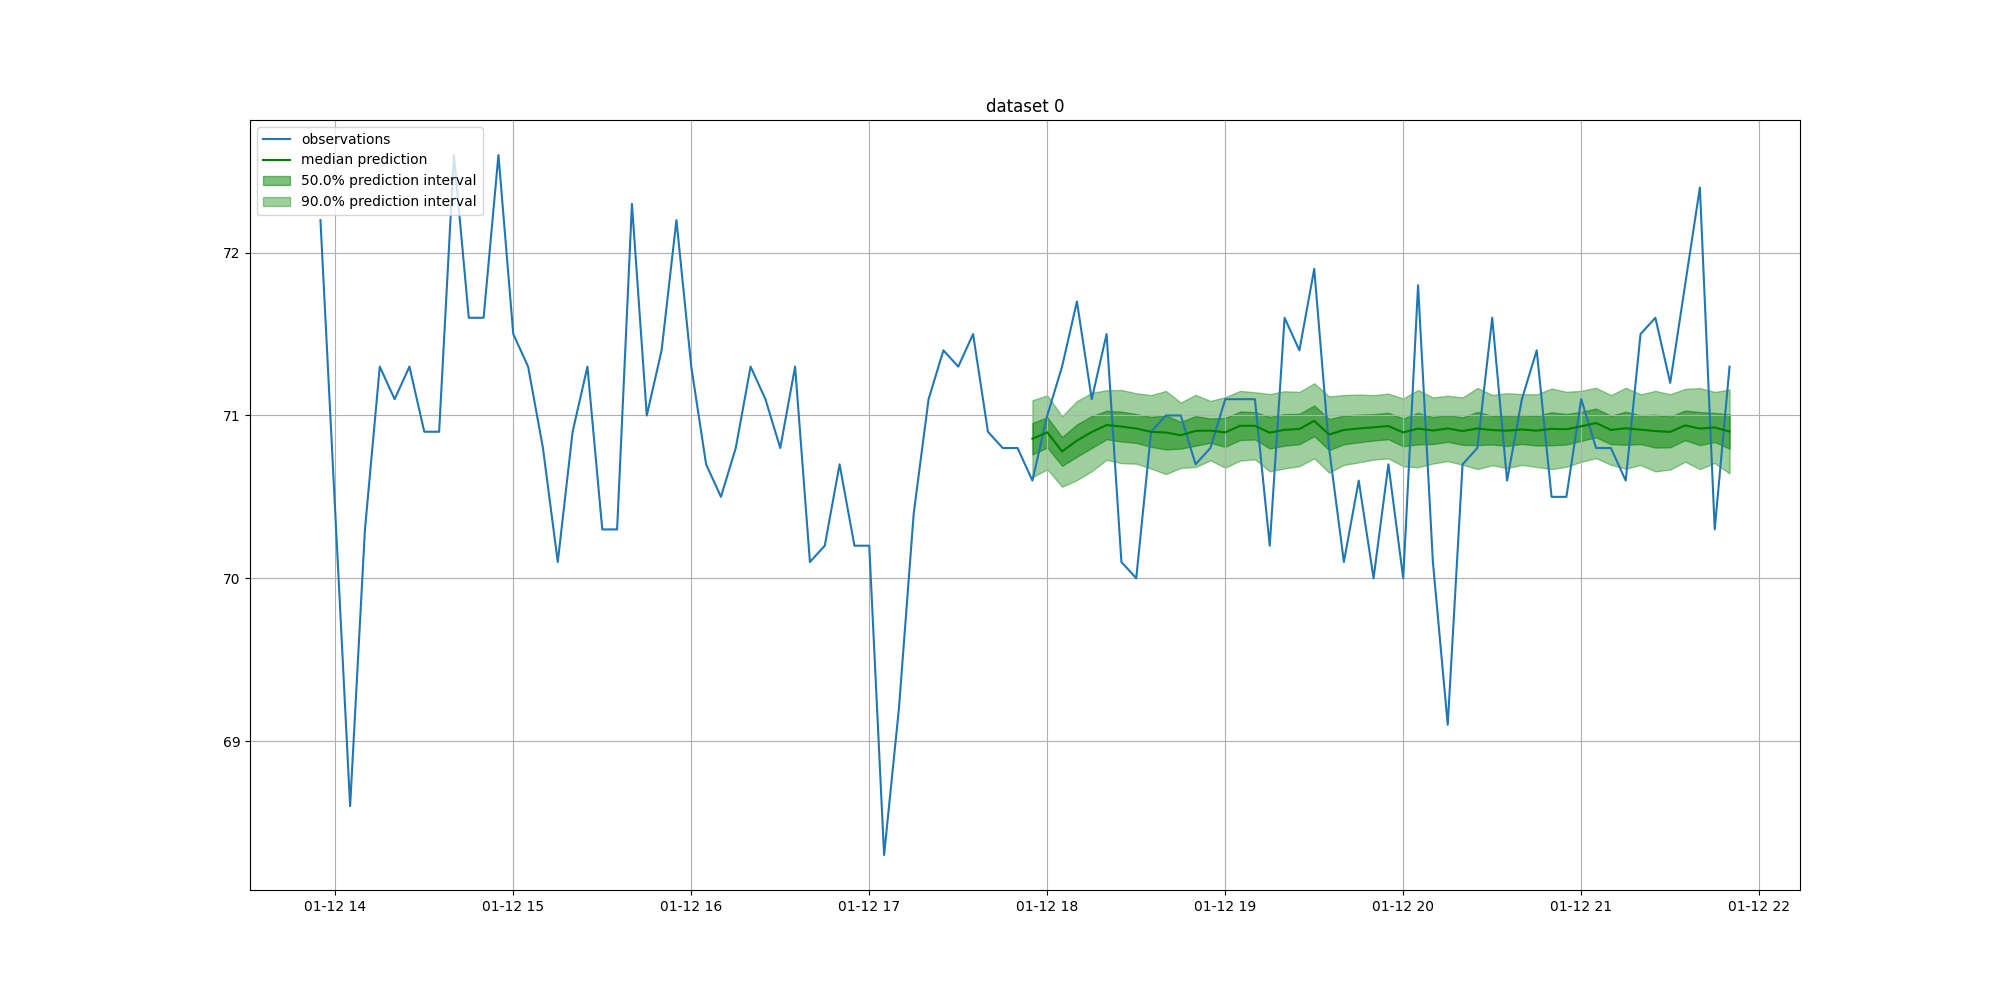 dataset 0
observations
median prediction
50.0% prediction interval
90.0% prediction interval
72
71
70
69
01-12 14
01-12 15
01-12 16
01-12 17
01-12 18
01-12 19
01-12 20
01-12 21
01-12 22